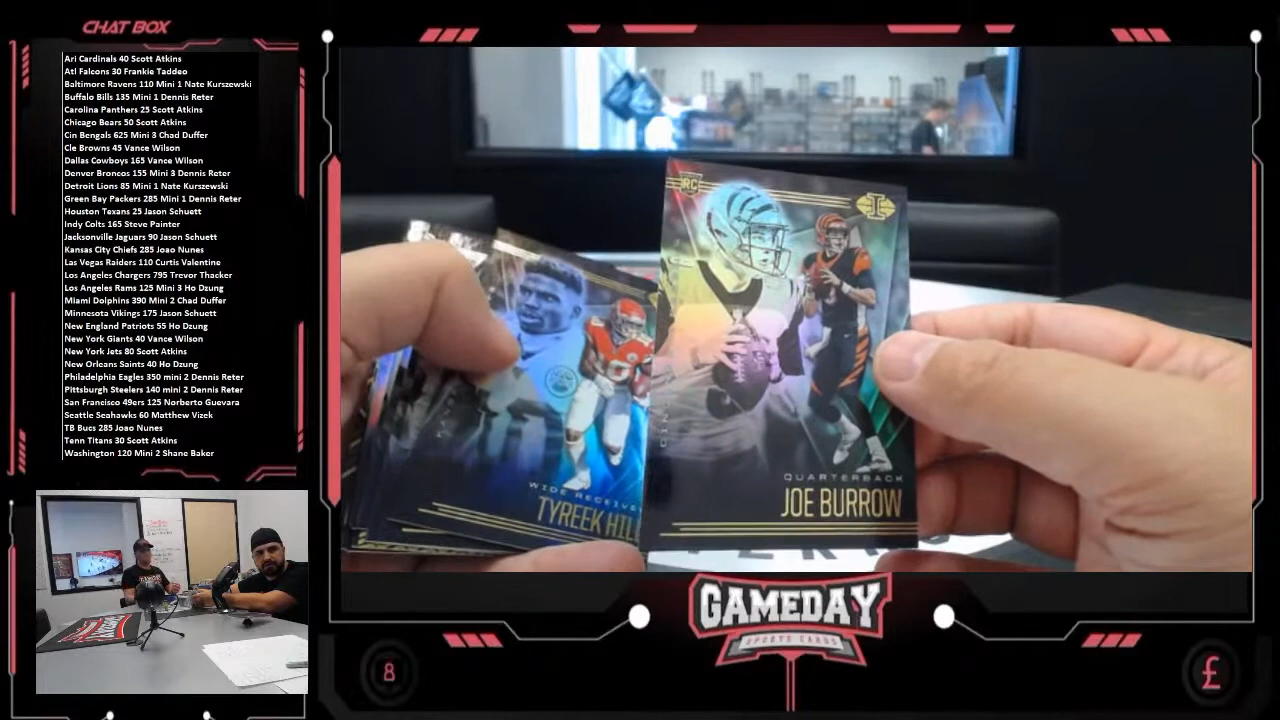 CHAT BOX
Ari Cardinals 40 Scott Atkins
Atl Falcons 30 Frankie Taddeo
Baltimore Ravens 110 Mini 1 Nate Kurszewski
Buffalo Bills 135 Mini 1 Dennis Reter
Carolina Panthers 25 Scott Atkins
Chicago Bears 50 Scott Atkins
Cin Bengals 625 Mini 3 Chad Duffer
Cle Browns 45 Vance Wilson
Dallas Cowboys 165 Vance Wilson
Denver Broncos 155 Mini 3 Dennis Reter
Detroit Lions 85 Mini 1 Nate Kurszewski
Green Bay Packers 285 Mini 1 Dennis Reter
Houston Texans 25 Jason Schuett
Indy Colts 165 Steve Painter
Jacksonville Jaguars 90 Jason Schuett
Kansas City Chiefs 285 Joao Nunes
Las Vegas Raiders 110 Curtis Valentine
Los Angeles Chargers 795 Trevor Thacker
Los Angeles Rams 125 Mini 3 Ho Dzung
Miami Dolphins 390 Mini 2 Chad Duffer
Minnesota Vikings 175 Jason Schuett
New England Patriots 55 Ho Dzung
New York Giants 40 Vance Wilson
New York Jets 80 Scott Atkins
New Orleans Saints 40 Ho Dzung
Philadelphia Eagles 350 mini 2 Dennis Reter
Pittsburgh Steelers 140 mini 2 Dennis Reter
San Francisco 49ers 125 Norberto Guevara
Seattle Seahawks 60 Matthew Vizek
TB Bucs 285 Joao Nunes
Tenn Titans 30 Scott Atkins
Washington 120 Mini 2 Shane Baker
RC
I
QUARTERBACK
JOE BURROW
WIDE RECEIVE
TYREEK HIL
GAMEDAY
SPORTS CARDS
8
£